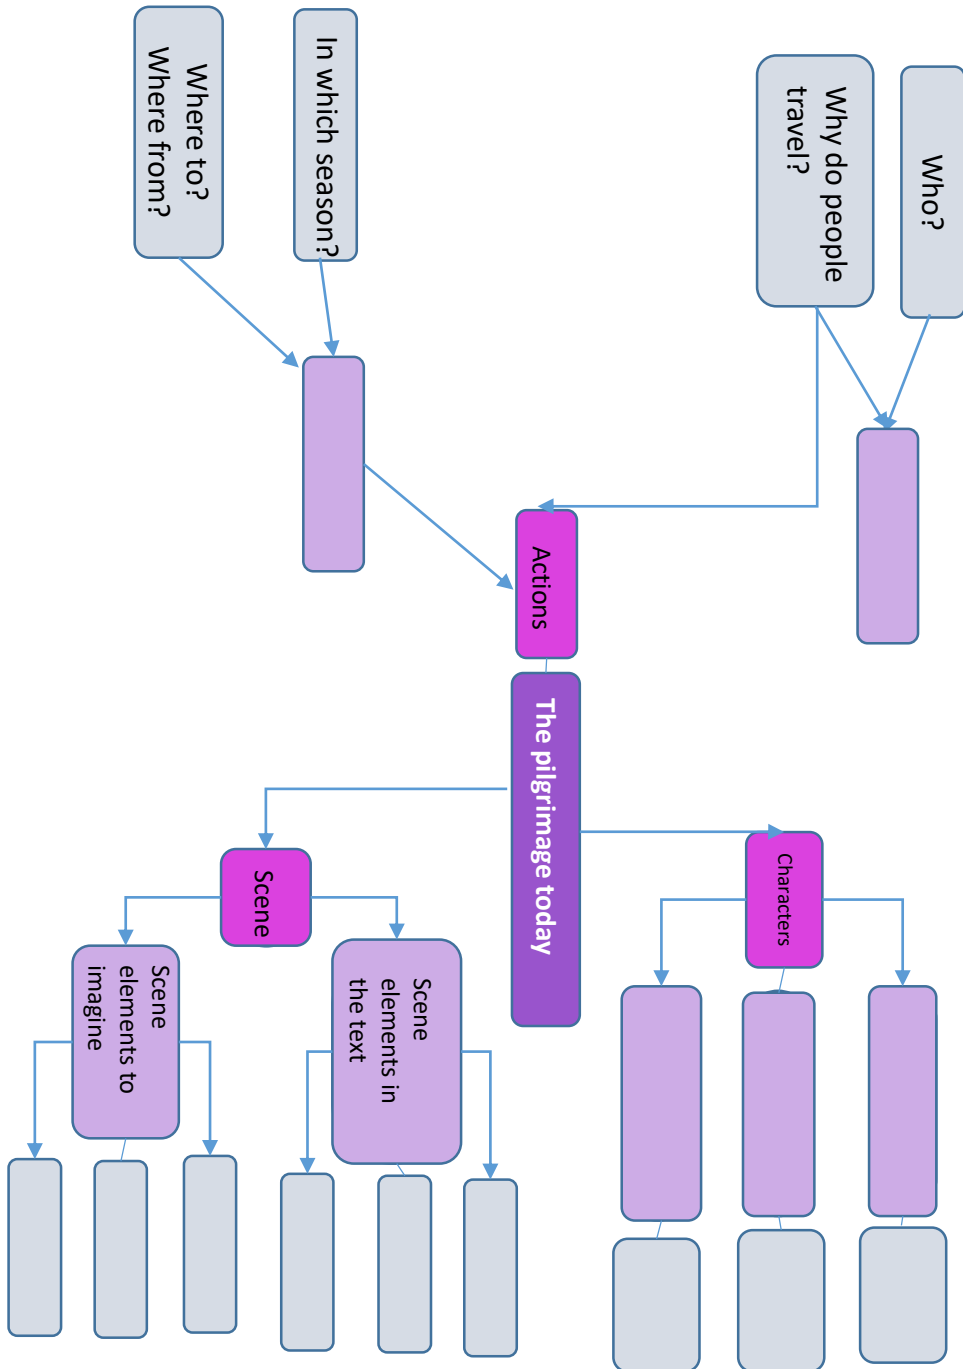 Who?
Why do people
travel?
In which season?
Where to?
Where from?
Actions
The pilgrimage today
Characters
Scene
Scene
elements in
the text
Scene
elements to
imagine